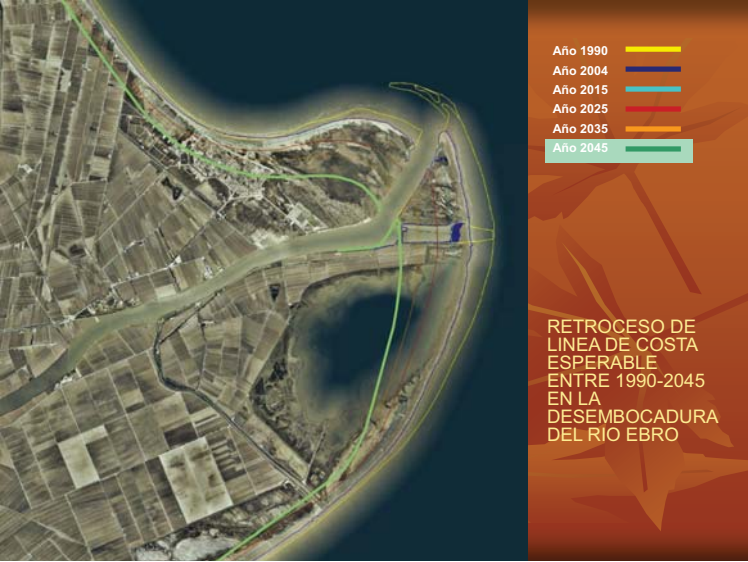 Año 1990
Año 2004
Año 2015
Año 2025
Año 2035
Año 2045
RETROCESO DE
LINEA DE COSTA
ESPERABLE
ENTRE 1990-2045
EN LA
DESEMBOCADURA
DEL RIO EBRO